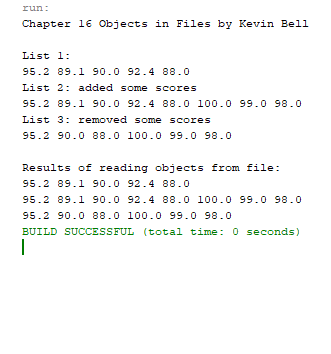 run:
Chapter 16 Objects in Files by Kevin Bell
List 1:
95.2 89.1 90.0 92.4 88.0
List 2: added some scores
95.2 89.1 90.0 92.4 88.0 100.0 99.0 98.0
List 3: removed some scores
95.2 90.0 88.0 100.0 99.0 98.0
Results of reading objects from file:
95.2 89.1 90.0 92.4 88.0
95.2 89.1 90.0 92.4 88.0 100.0 99.0 98.0
95.2 90.0 88.0 100.0 99.0 98.0
BUILD SUCCESSFUL (total time: 0 seconds)